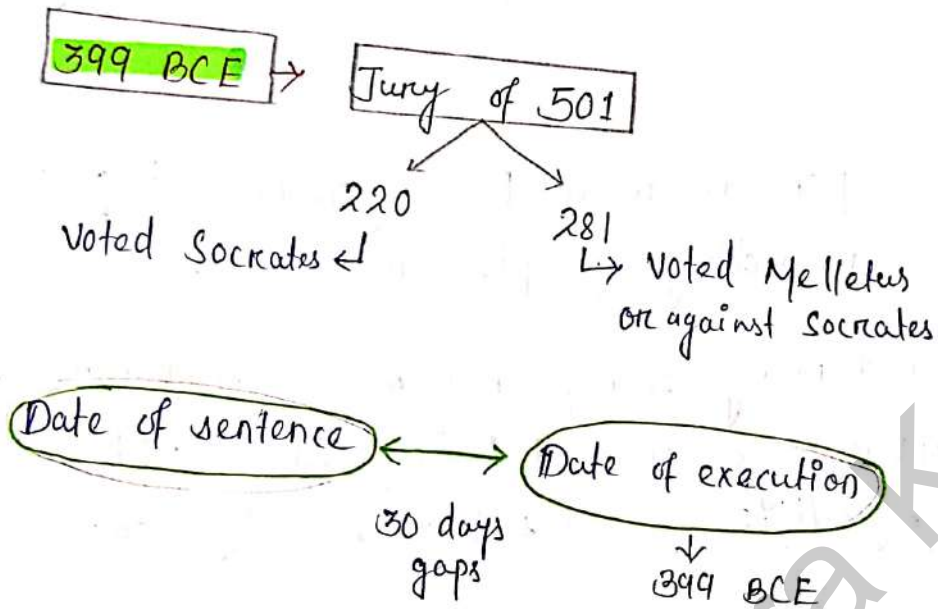 399 BCE
Jury of 501
220
Voted Socrates
281
Voted Melletus
or against Socrates
Date of sentence
Date of execution
30 days
gaps
399 BCE